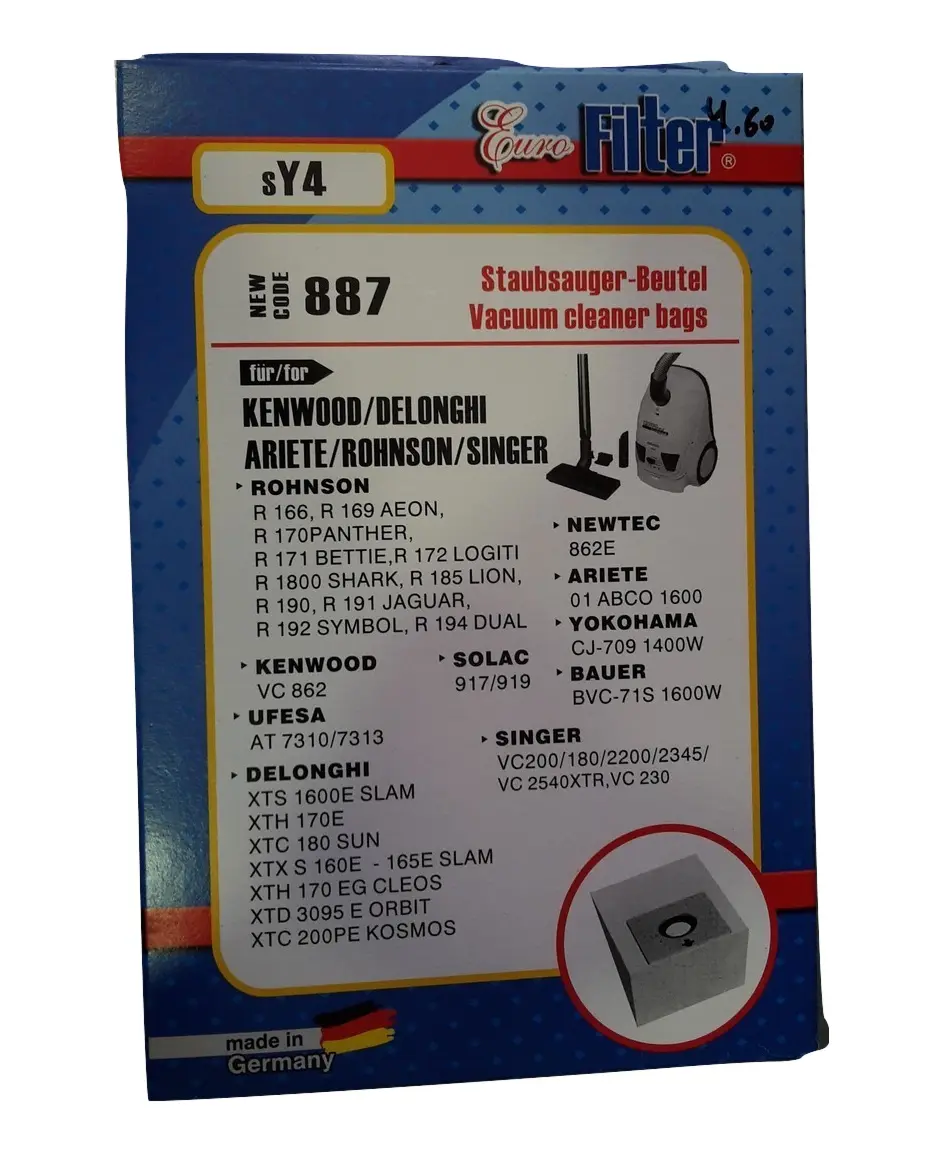 Euro Filter ®
4.60
sY4
NEW CODE 887
Staubsauger-Beutel
Vacuum cleaner bags
für/for
KENWOOD/DELONGHI
ARIETE/ROHNSON/SINGER
ROHNSON
R 166, R 169 AEON,
R 170PANTHER,
R 171 BETTIE,R 172 LOGITI
R 1800 SHARK, R 185 LION,
R 190, R 191 JAGUAR,
R 192 SYMBOL, R 194 DUAL
NEWTEC
862E
ARIETE
01 ABCO 1600
YOKOHAMA
CJ-709 1400W
BAUER
BVC-71S 1600W
KENWOOD
VC 862
SOLAC
917/919
UFESA
AT 7310/7313
SINGER
VC200/180/2200/2345/
VC 2540XTR,VC 230
DELONGHI
XTS 1600E SLAM
XTH 170E
XTC 180 SUN
XTX S 160E - 165E SLAM
XTH 170 EG CLEOS
XTD 3095 E ORBIT
XTC 200PE KOSMOS
made in
Germany